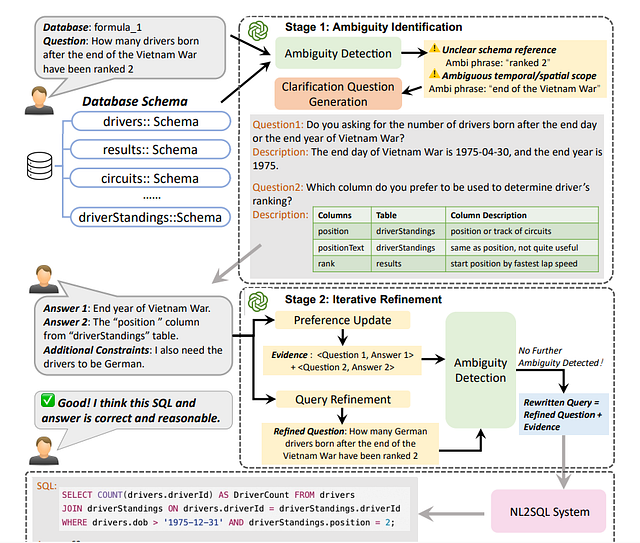 Database: formula_1
Question: How many drivers born
after the end of the Vietnam War
have been ranked 2
Database Schema
drivers:: Schema
results:: Schema
circuits:: Schema
......
driverStandings::Schema
Stage 1: Ambiguity Identification
Ambiguity Detection
Unclear schema reference
Ambi phrase: "ranked 2"
Ambiguous temporal/spatial scope
Ambi phrase: "end of the Vietnam War"
Clarification Question
Generation
Question1: Do you asking for the number of drivers born after the end day
or the end year of Vietnam War?
Description: The end day of Vietnam War is 1975-04-30, and the end year is
1975.
Question2: Which column do you prefer to be used to determine driver's
ranking?
Description:
Columns Table Column Description
position driverStandings position or track of circuits
positionText driverStandings same as position, not quite useful
rank results start position by fastest lap speed
Answer 1: End year of Vietnam War.
Answer 2: The "position " column
from "driverStandings" table.
Additional Constraints: I also need the
drivers to be German.
Good! I think this SQL and
answer is correct and reasonable.
Stage 2: Iterative Refinement
Preference Update
Evidence : <Question 1, Answer 1>
+ <Question 2, Answer 2>
Query Refinement
Refined Question: How many German
drivers born after the end of the
Vietnam War have been ranked 2
Ambiguity
Detection
No Further
Ambiguity Detected!
Rewritten Query =
Refined Question +
Evidence
NL2SQL System
SQL:
SELECT COUNT(drivers.driverId) AS DriverCount FROM drivers
JOIN driverStandings ON drivers.driverId = driverStandings.driverId
WHERE drivers.dob > '1975-12-31' AND driverStandings.position = 2;